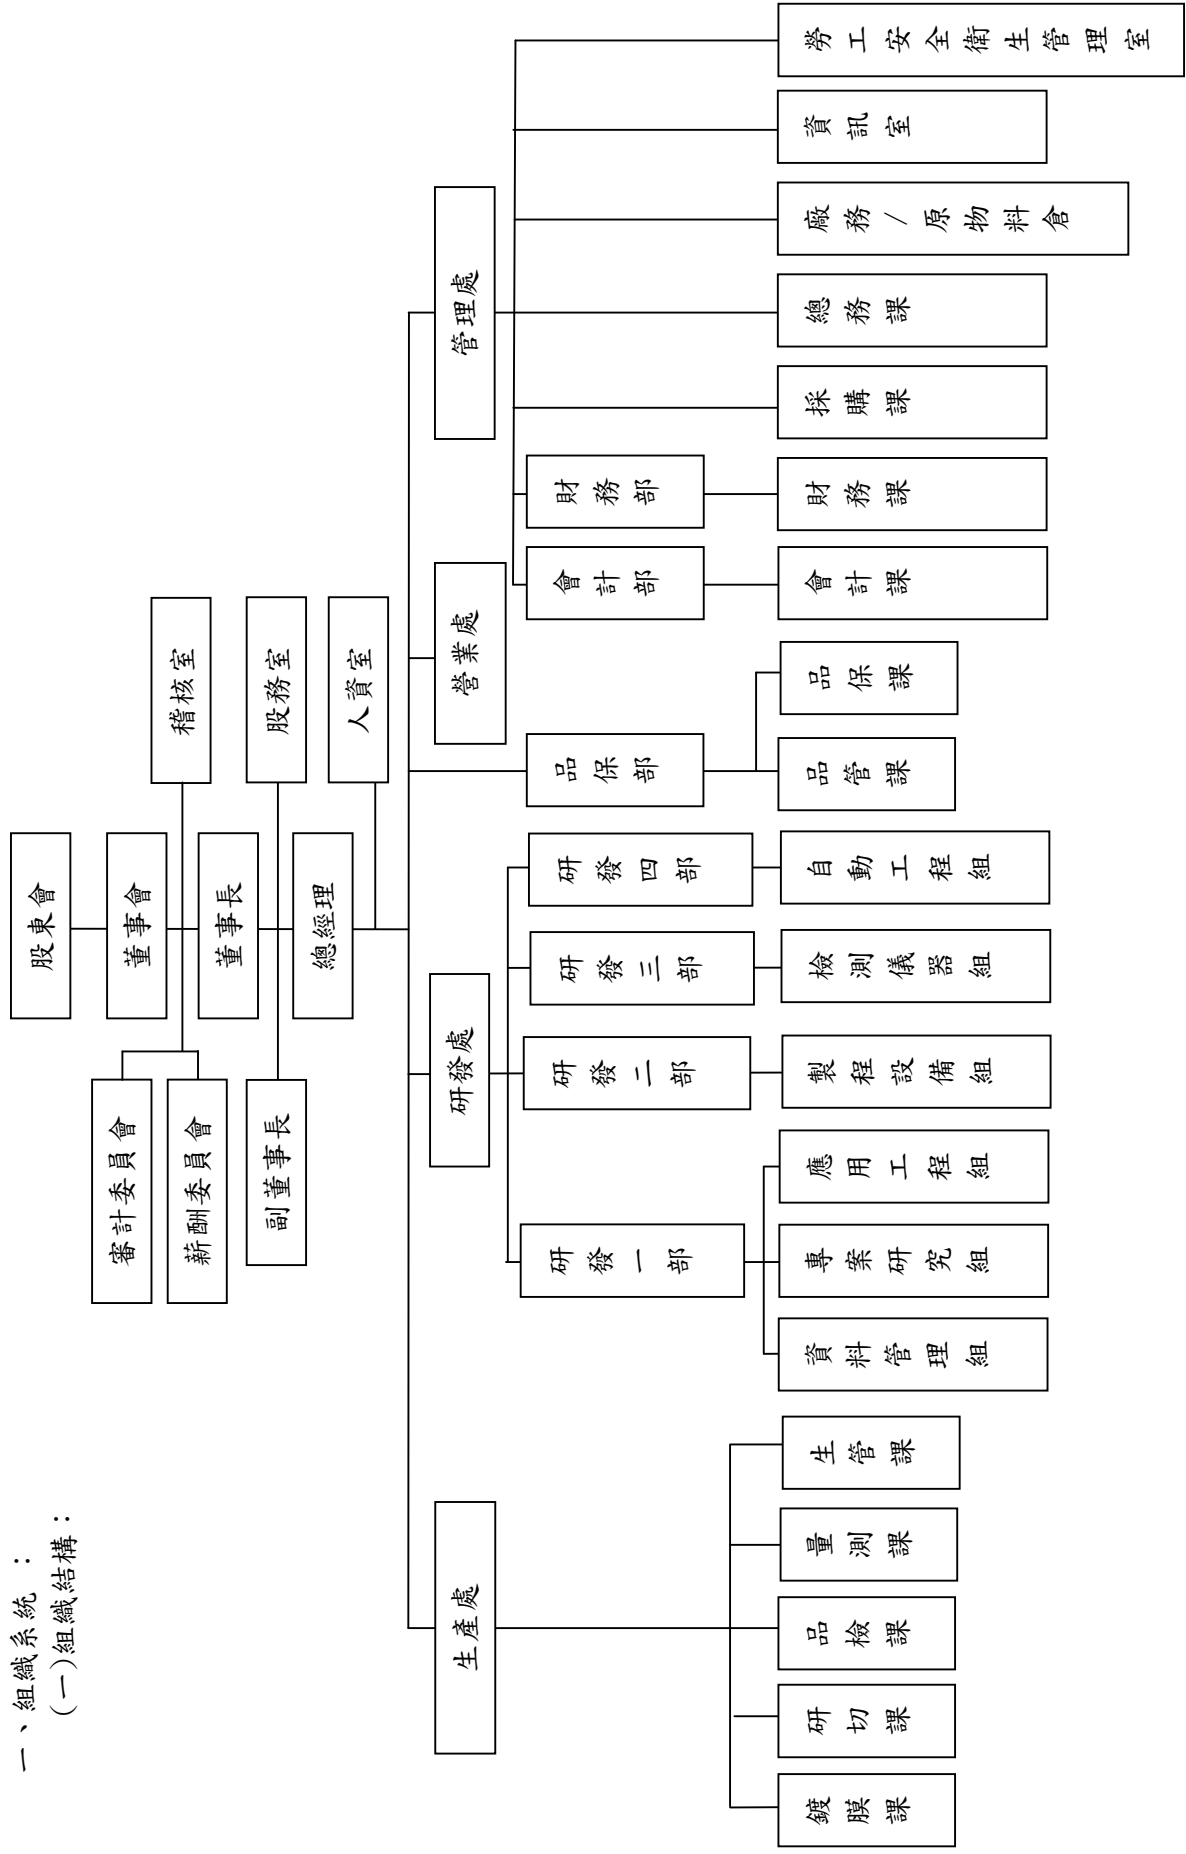 一、組織系統：
(一)組織結構：
股東會
審計委員會
董事會
稽核室
薪酬委員會
董事長
副董事長
股務室
總經理
人資室
生產處
研發處
營業處
管理處
研發一部
研發二部
研發三部
研發四部
品保部
會計部
財務部
鍍膜課
研切課
品檢課
量測課
生管課
資料管理組
專案研究組
應用工程組
製程設備組
檢測儀器組
自動工程組
品管課
品保課
會計課
財務課
採購課
總務課
廠務/原物料倉
資訊室
勞工安全衛生管理室